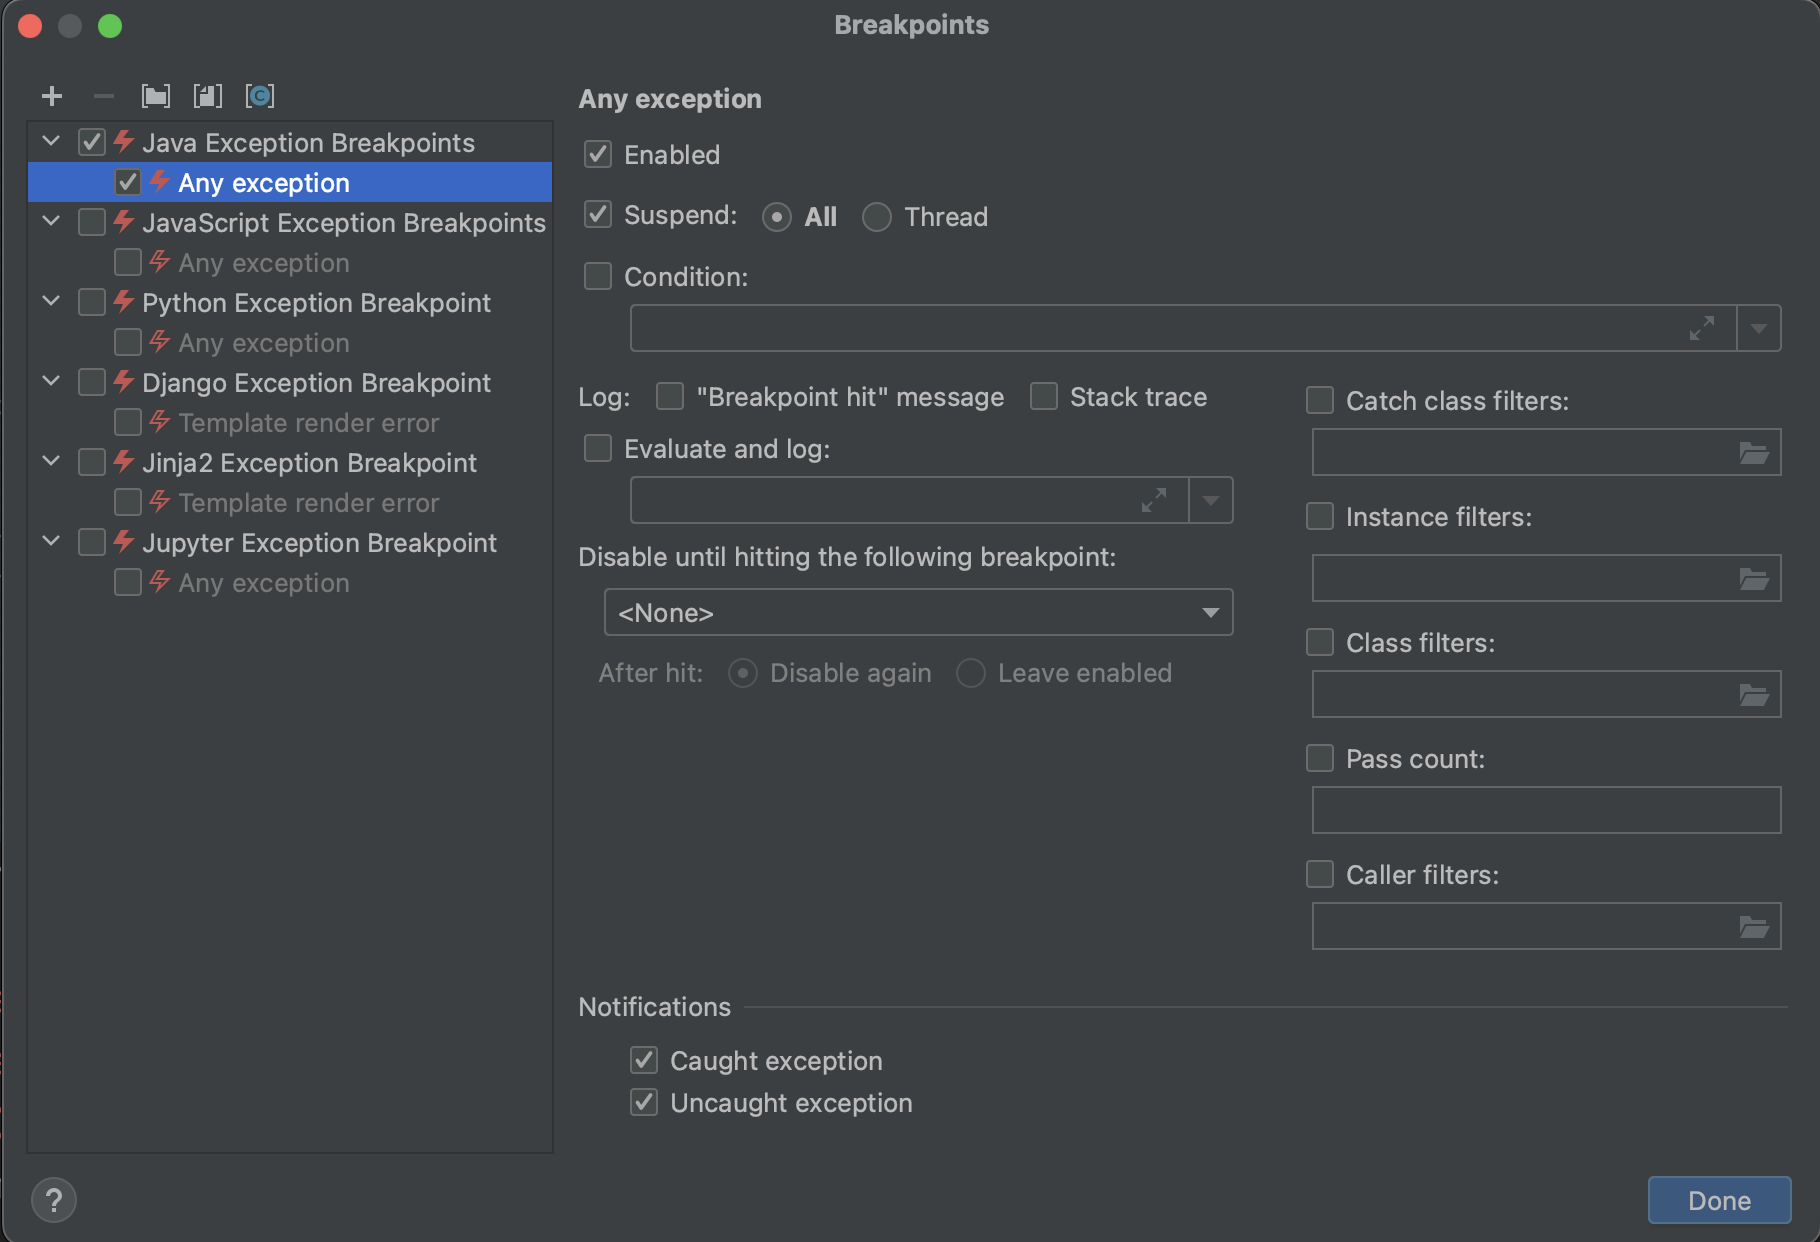 Breakpoints
Java Exception Breakpoints
Any exception
JavaScript Exception Breakpoints
Any exception
Python Exception Breakpoint
Any exception
Django Exception Breakpoint
Template render error
Jinja2 Exception Breakpoint
Template render error
Jupyter Exception Breakpoint
Any exception
Any exception
Enabled
Suspend: All Thread
Condition:
Log: "Breakpoint hit" message Stack trace
Evaluate and log:
Disable until hitting the following breakpoint:
<None>
After hit: Disable again Leave enabled
Catch class filters:
Instance filters:
Class filters:
Pass count:
Caller filters:
Notifications
Caught exception
Uncaught exception
?
Done